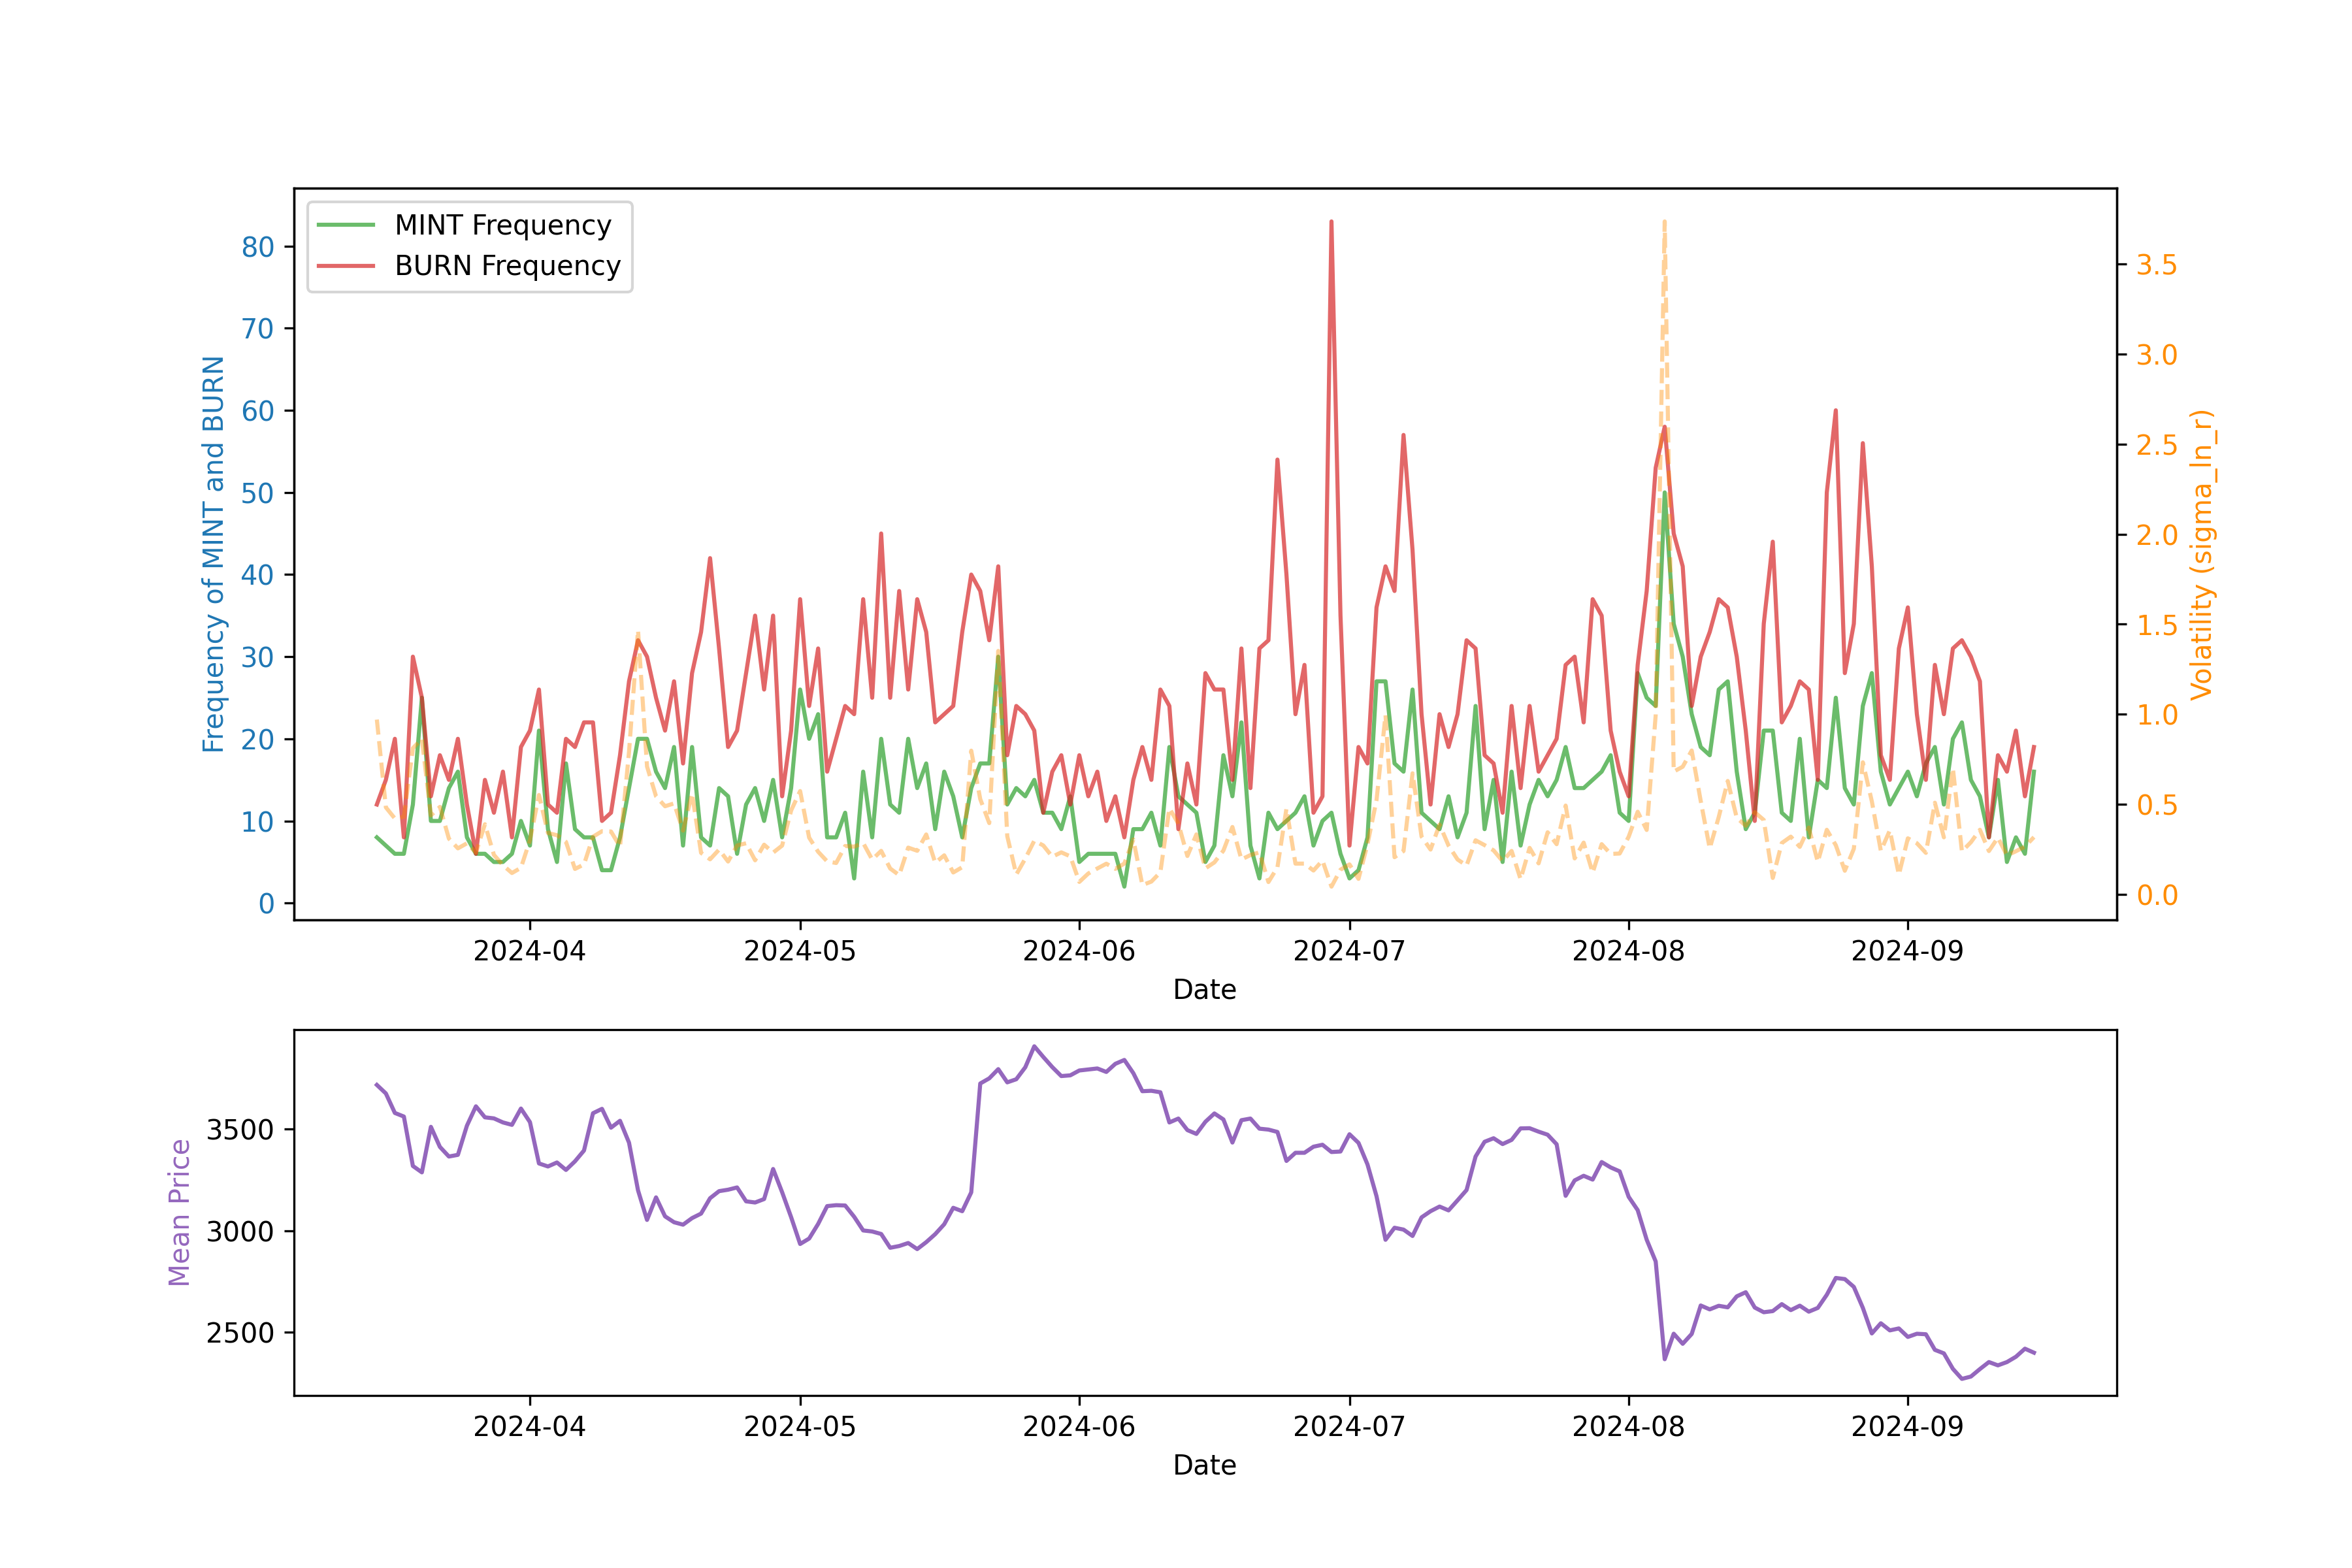 MINT Frequency
BURN Frequency
Frequency of MINT and BURN
80
70
60
50
40
30
20
10
0
Volatility (sigma_ln_r)
3.5
3.0
2.5
2.0
1.5
1.0
0.5
0.0
2024-04 2024-05 2024-06 2024-07 2024-08 2024-09
Date
Mean Price
3500
3000
2500
2024-04 2024-05 2024-06 2024-07 2024-08 2024-09
Date